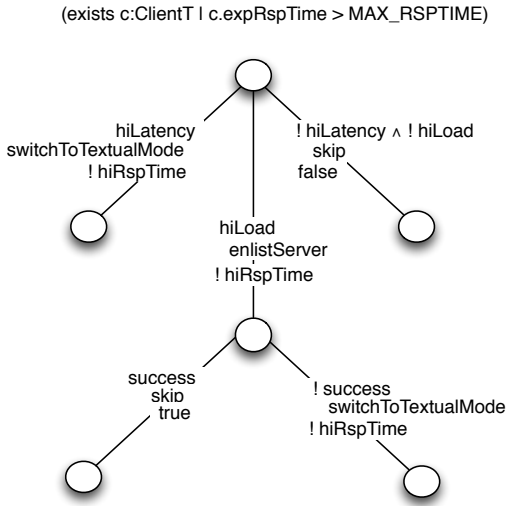 (exists c:ClientT | c.expRspTime > MAX_RSPTIME)
hiLatency
switchToTextualMode
! hiRspTime
! hiLatency ∧ ! hiLoad
skip
false
hiLoad
enlistServer
! hiRspTime
success
skip
true
! success
switchToTextualMode
! hiRspTime